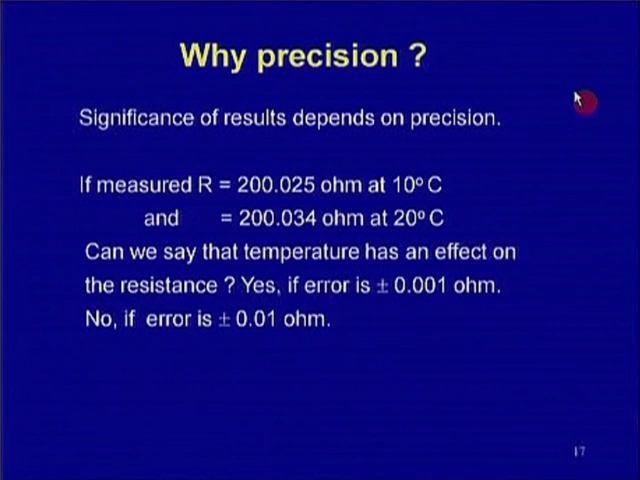 Why precision ?
Significance of results depends on precision.
If measured R = 200.025 ohm at 10º C
and = 200.034 ohm at 20º C
Can we say that temperature has an effect on
the resistance ? Yes, if error is ± 0.001 ohm.
No, if error is ± 0.01 ohm.
17